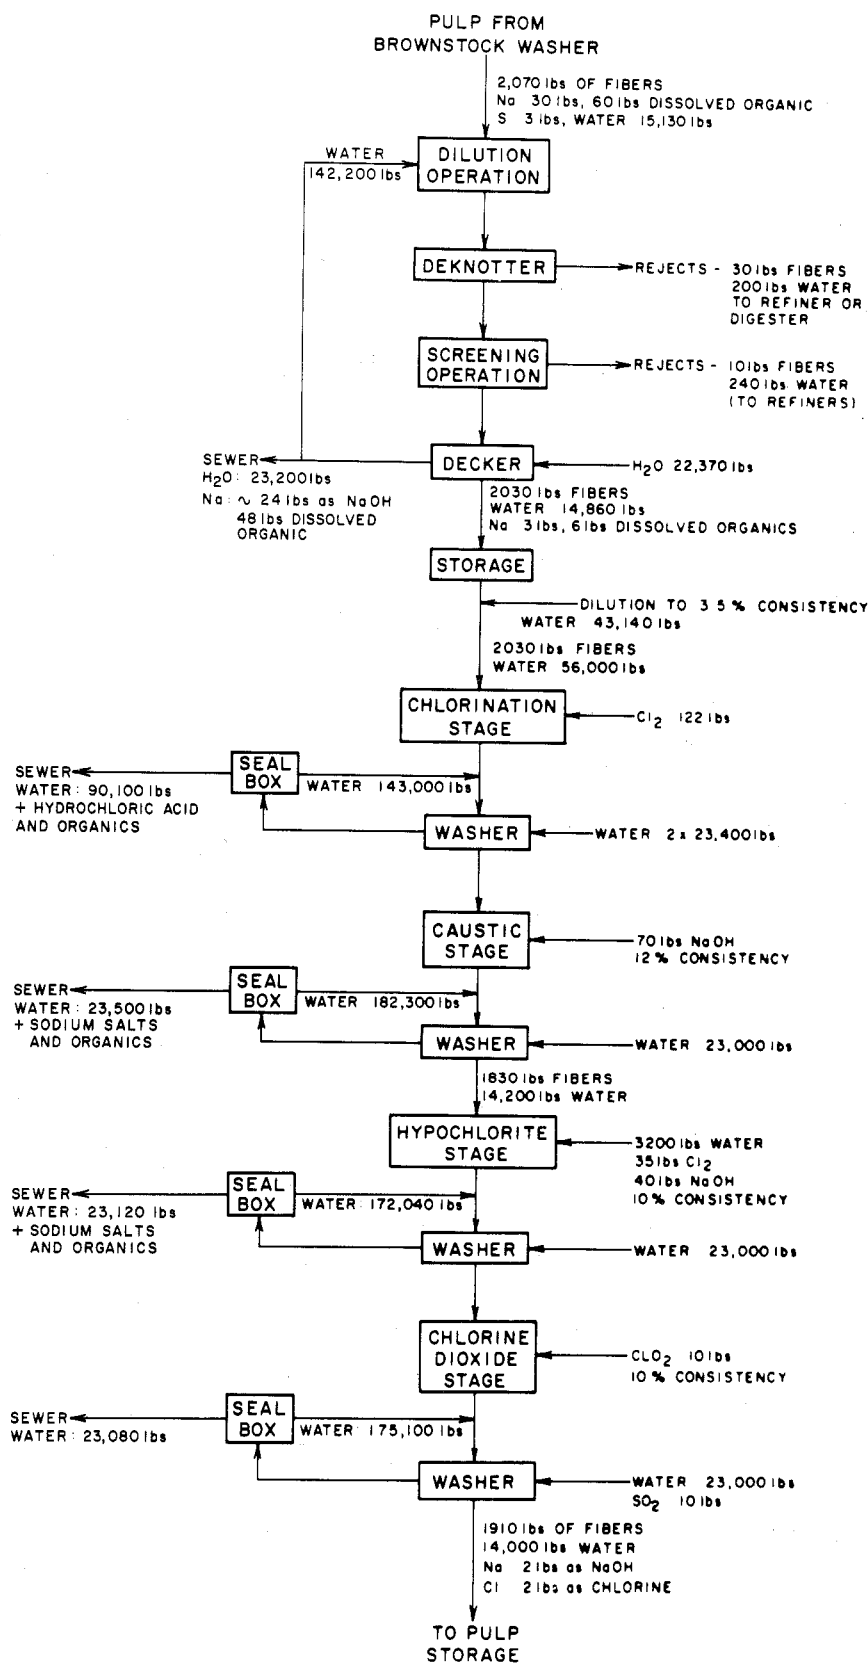 PULP FROM
BROWNSTOCK WASHER
2,070 lbs OF FIBERS
Na 30 lbs, 60 lbs DISSOLVED ORGANIC
S 3 lbs, WATER 15,130 lbs
WATER
142,200 lbs
DILUTION
OPERATION
DEKNOTTER
REJECTS - 30 lbs FIBERS
200 lbs WATER
TO REFINER OR
DIGESTER
SCREENING
OPERATION
REJECTS - 10 lbs FIBERS
240 lbs WATER
(TO REFINERS)
SEWER
H2O: 23,200 lbs
Na: ~ 24 lbs as NaOH
48 lbs DISSOLVED
ORGANIC
DECKER
H2O 22,370 lbs
2030 lbs FIBERS
WATER 14,860 lbs
Na 3 lbs, 6 lbs DISSOLVED ORGANICS
STORAGE
DILUTION TO 3.5 % CONSISTENCY
WATER 43,140 lbs
2030 lbs FIBERS
WATER 56,000 lbs
CHLORINATION
STAGE
Cl2 122 lbs
SEWER
WATER: 90,100 lbs
+ HYDROCHLORIC ACID
AND ORGANICS
SEAL
BOX
WATER 143,000 lbs
WASHER
WATER 2 x 23,400 lbs
CAUSTIC
STAGE
70 lbs NaOH
12 % CONSISTENCY
SEWER
WATER: 23,500 lbs
+ SODIUM SALTS
AND ORGANICS
SEAL
BOX
WATER 182,300 lbs
WASHER
WATER 23,000 lbs
1830 lbs FIBERS
14,200 lbs WATER
HYPOCHLORITE
STAGE
3200 lbs WATER
35 lbs Cl2
40 lbs NaOH
10 % CONSISTENCY
SEWER
WATER: 23,120 lbs
+ SODIUM SALTS
AND ORGANICS
SEAL
BOX
WATER: 172,040 lbs
WASHER
WATER 23,000 lbs
CHLORINE
DIOXIDE
STAGE
CLO2 10 lbs
10 % CONSISTENCY
SEWER
WATER: 23,080 lbs
SEAL
BOX
WATER: 175,100 lbs
WASHER
WATER 23,000 lbs
SO2 10 lbs
1910 lbs OF FIBERS
14,000 lbs WATER
Na 2 lbs as NaOH
Cl 2 lbs as CHLORINE
TO PULP
STORAGE